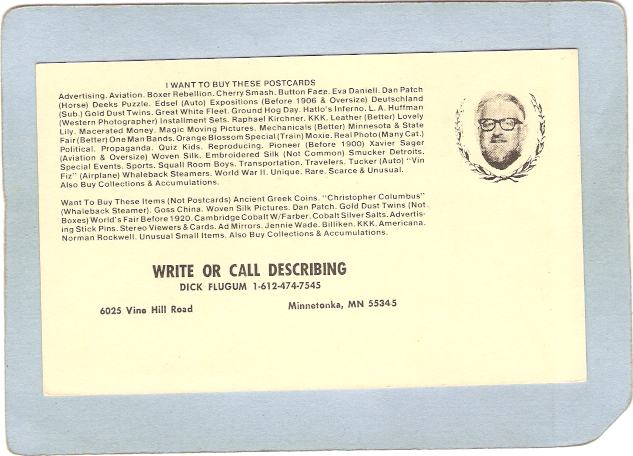 I WANT TO BUY THESE POSTCARDS
Advertising. Aviation. Boxer Rebellion. Cherry Smash. Button Face. Eva Daniell. Dan Patch
(Horse) Deeks Puzzle. Edsel (Auto) Expositions (Before 1906 & Oversize) Deutschland
(Sub.) Gold Dust Twins. Great White Fleet. Ground Hog Day. Hatlo's Inferno. L. A. Huffman
(Western Photographer) Installment Sets. Raphael Kirchner. KKK. Leather (Better) Lovely
Lily. Macerated Money. Magic Moving Pictures. Mechanicals (Better) Minnesota & State
Fair (Better) One Man Bands. Orange Blossom Special (Train) Moxie. Real Photo (Many Cat.)
Political. Propaganda. Quiz Kids. Reproducing. Pioneer (Before 1900) Xavier Sager
(Aviation & Oversize) Woven Silk. Embroidered Silk (Not Common) Smucker Detroits.
Special Events. Sports. Squall Room Boys. Transportation. Travelers. Tucker (Auto) "Vin
Fiz" (Airplane) Whaleback Steamers. World War II. Unique. Rare. Scarce & Unusual.
Also Buy Collections & Accumulations.
Want To Buy These Items (Not Postcards) Ancient Greek Coins. "Christopher Columbus"
(Whaleback Steamer). Goss China. Woven Silk Pictures. Dan Patch. Gold Dust Twins (Not
Boxes) World's Fair Before 1920. Cambridge Cobalt W/Farber. Cobalt Silver Salts. Advertis-
ing Stick Pins. Stereo Viewers & Cards. Ad Mirrors. Jennie Wade. Billiken. KKK. Americana.
Norman Rockwell. Unusual Small Items. Also Buy Collections & Accumulations.
WRITE OR CALL DESCRIBING
DICK FLUGUM 1-612-474-7545
6025 Vine Hill Road Minnetonka, MN 55345